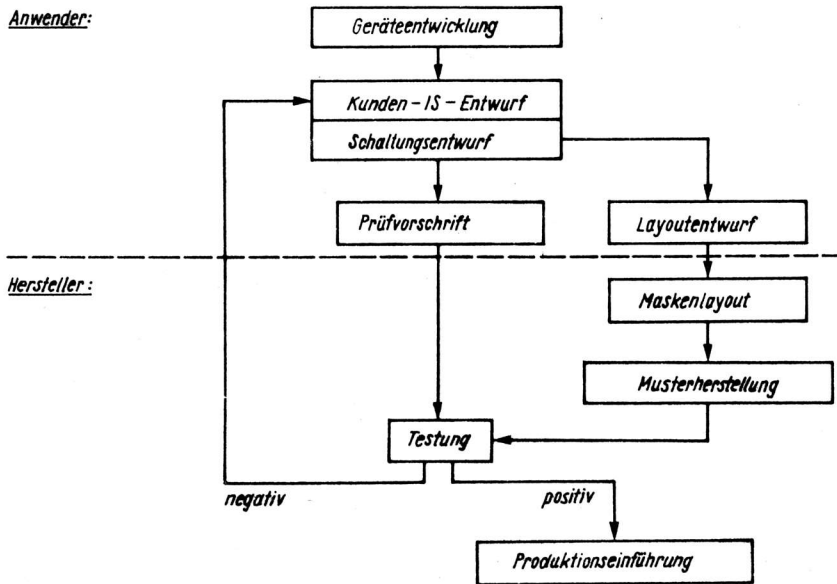 Anwender:
Geräteentwicklung
Kunden-IS-Entwurf
Schaltungsentwurf
Prüfvorschrift
Layoutentwurf
Hersteller:
Maskenlayout
Musterherstellung
Testung
negativ
positiv
Produktionseinführung